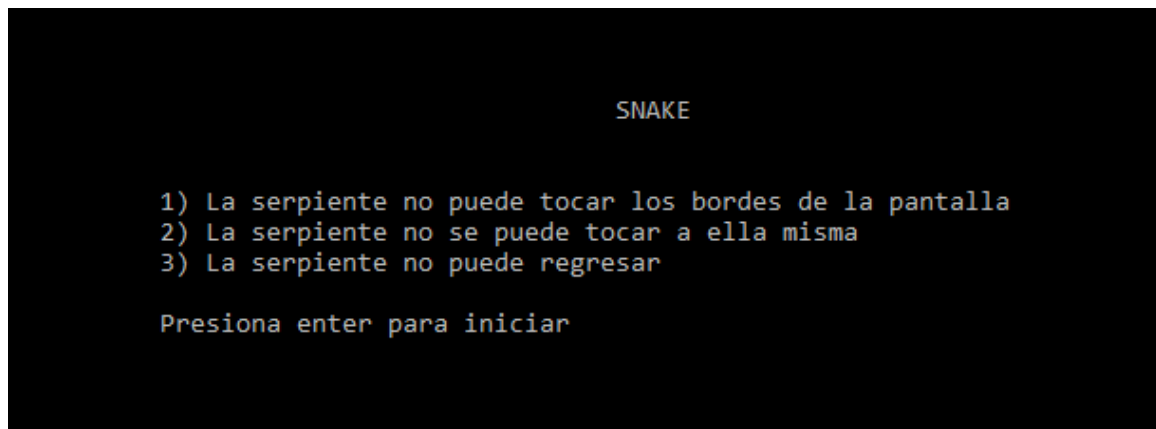 SNAKE
1) La serpiente no puede tocar los bordes de la pantalla
2) La serpiente no se puede tocar a ella misma
3) La serpiente no puede regresar
Presiona enter para iniciar